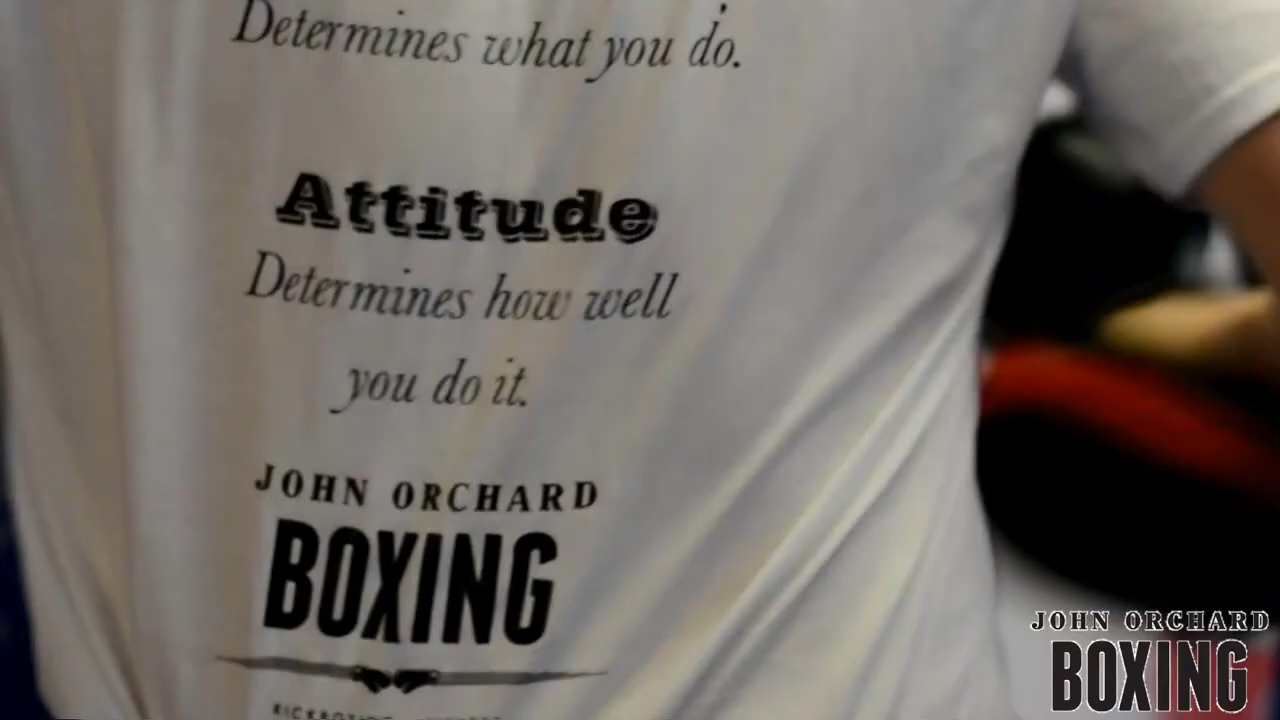 Determines what you do.
Attitude
Determines how well
you do it.
JOHN ORCHARD
BOXING
JOHN ORCHARD
BOXING